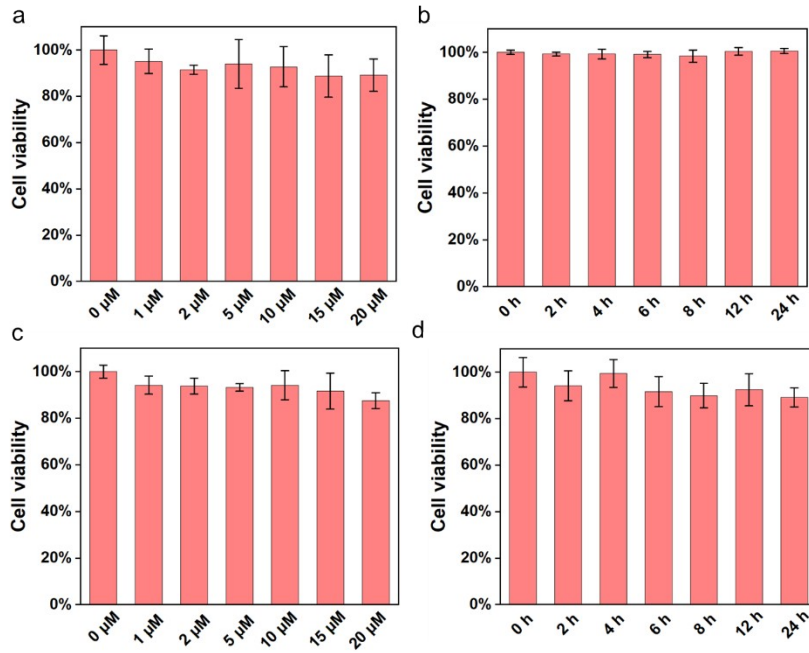 a
Cell viability
100%
80%
60%
40%
20%
0%
0 μM
1 μM
2 μM
5 μM
10 μM
15 μM
20 μM
b
Cell viability
100%
80%
60%
40%
20%
0%
0 h
2 h
4 h
6 h
8 h
12 h
24 h
c
Cell viability
100%
80%
60%
40%
20%
0%
0 μM
1 μM
2 μM
5 μM
10 μM
15 μM
20 μM
d
Cell viability
100%
80%
60%
40%
20%
0%
0 h
2 h
4 h
6 h
8 h
12 h
24 h